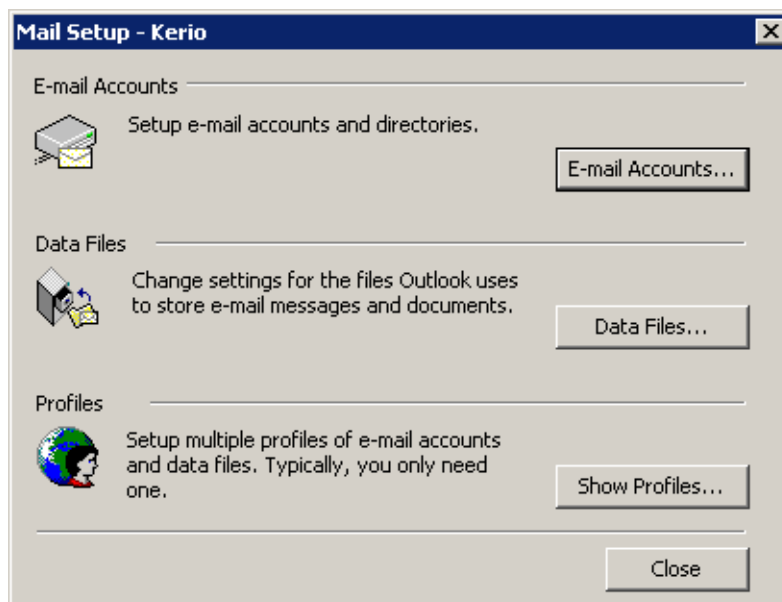 Mail Setup - Kerio
E-mail Accounts
Setup e-mail accounts and directories.
E-mail Accounts...
Data Files
Change settings for the files Outlook uses
to store e-mail messages and documents.
Data Files...
Profiles
Setup multiple profiles of e-mail accounts
and data files. Typically, you only need
one.
Show Profiles...
Close